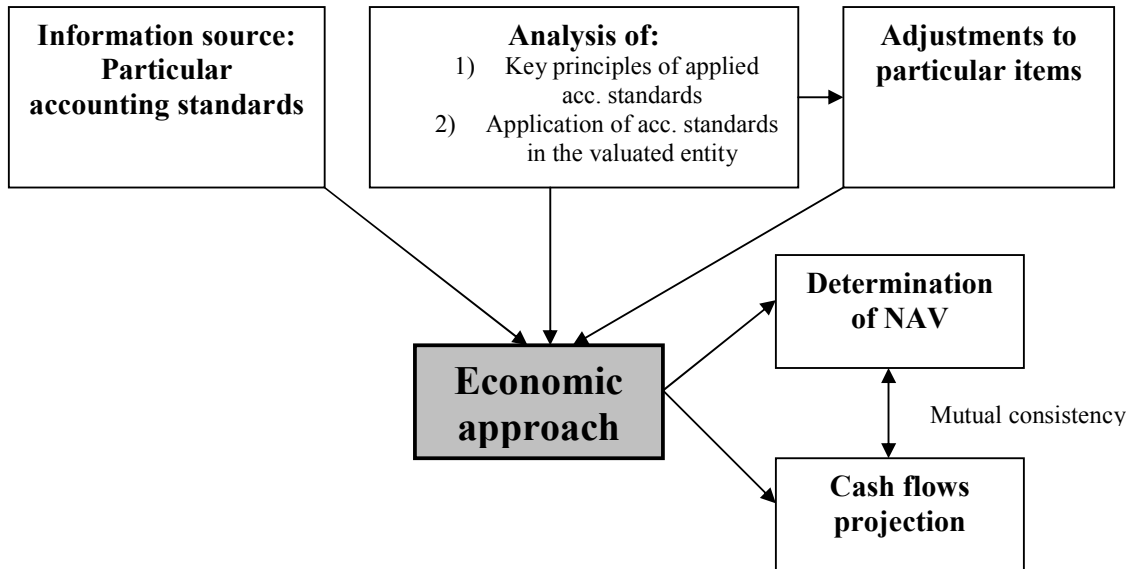 Information source:
Particular
accounting standards
Analysis of:
1) Key principles of applied
acc. standards
2) Application of acc. standards
in the valuated entity
Adjustments to
particular items
Economic
approach
Determination
of NAV
Mutual consistency
Cash flows
projection